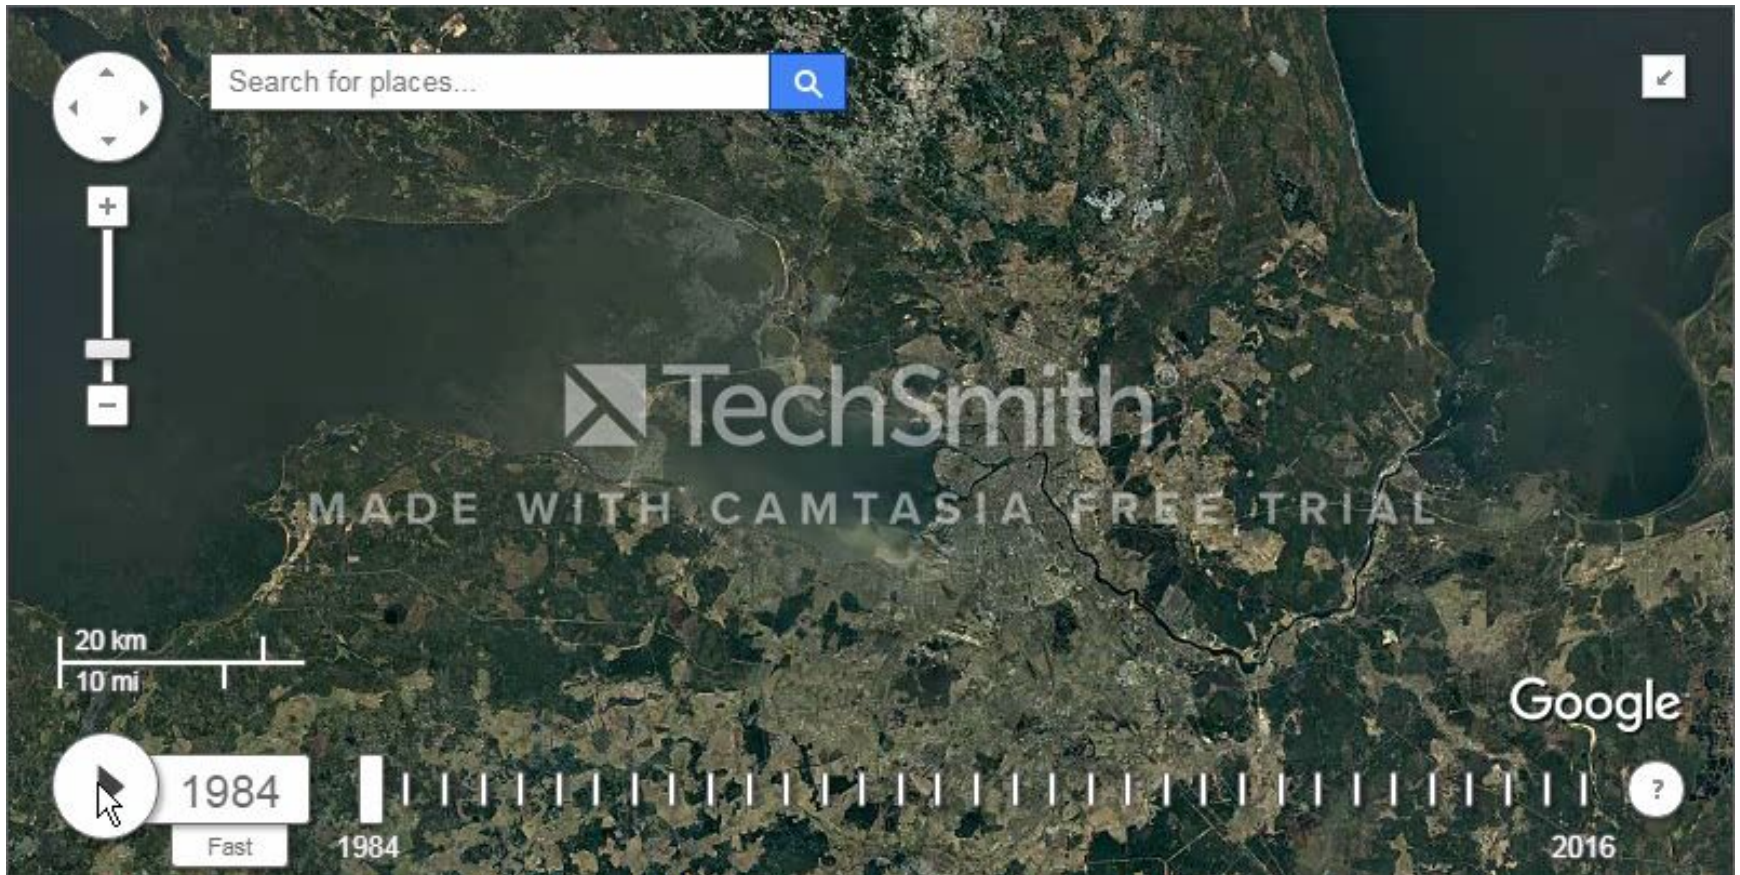 Search for places...
+
TechSmith
MADE WITH CAMTASIA FREE TRIAL
−
20 km
10 mi
Google
1984
?
Fast
1984
2016